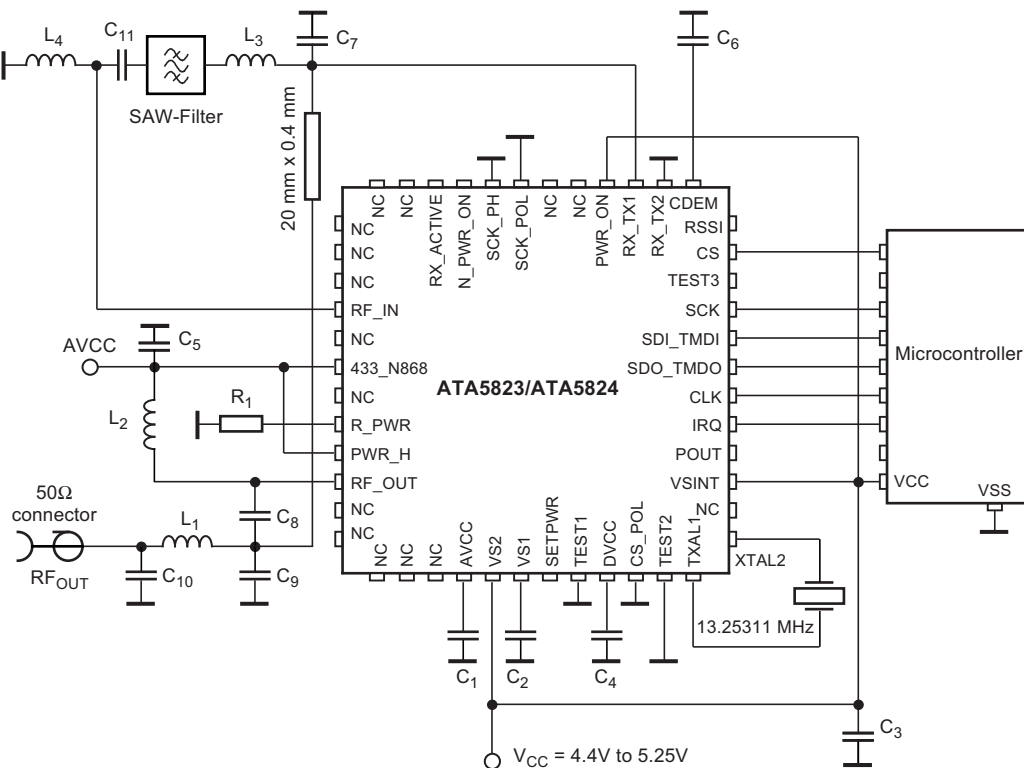 L4
C11
L3
C7
C6
SAW-Filter
20 mm x 0.4 mm
NC
NC
RX_ACTIVE
N_PWR_ON
SCK_PH
SCK_POL
NC
NC
PWR_ON
RX_TX1
RX_TX2
CDEM
NC
NC
NC
RF_IN
NC
433_N868
NC
R_PWR
PWR_H
RF_OUT
NC
NC
RSSI
CS
TEST3
SCK
SDI_TMDI
SDO_TMDO
CLK
IRQ
POUT
VSINT
NC
XTAL2
ATA5823/ATA5824
Microcontroller
VCC
VSS
AVCC
C5
L2
R1
50Ω
connector
RFOUT
L1
C8
C10
C9
NC
NC
NC
AVCC
VS2
VS1
SETPWR
TEST1
DVCC
CS_POL
TEST2
TXAL1
13.25311 MHz
C1
C2
C4
C3
VCC = 4.4V to 5.25V